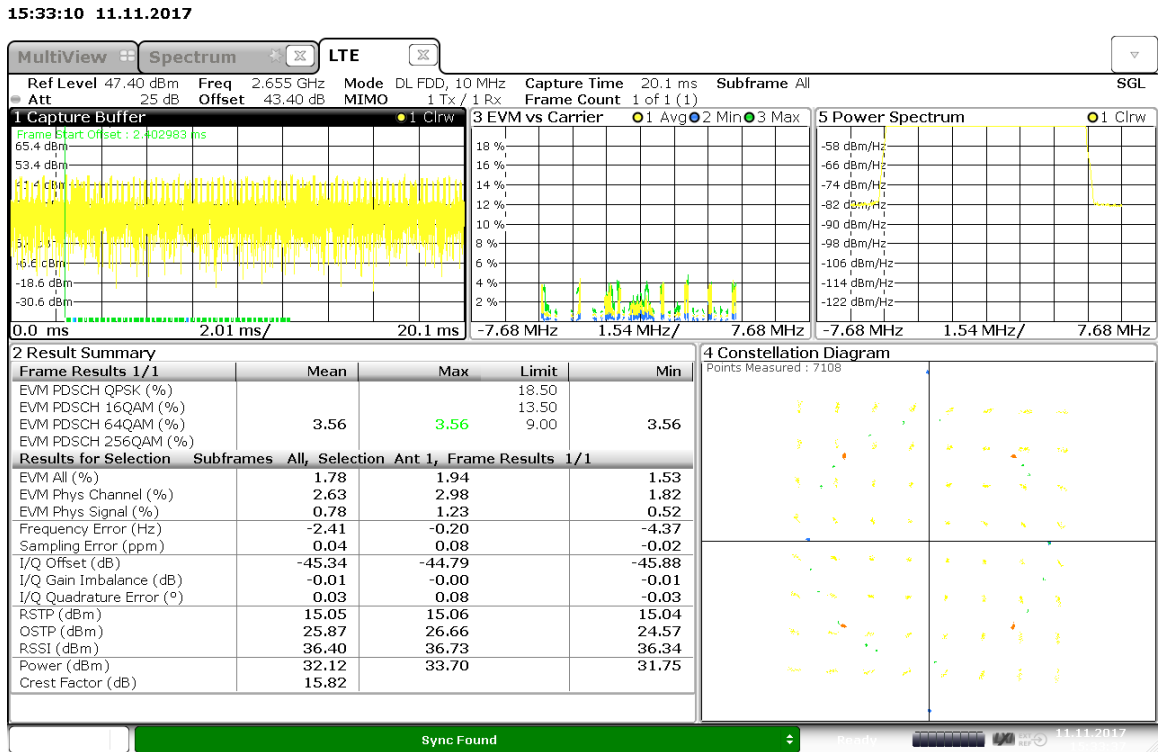 15:33:10 11.11.2017
MultiView Spectrum LTE
Ref Level 47.40 dBm Freq 2.655 GHz Mode DL FDD, 10 MHz Capture Time 20.1 ms Subframe All SGL
Att 25 dB Offset 43.40 dB MIMO 1 Tx / 1 Rx Frame Count 1 of 1 (1)
1 Capture Buffer 1 Clrw
Frame Start Offset : 2.402983 ms
65.4 dBm
53.4 dBm
-6.6 dBm
-18.6 dBm
-30.6 dBm
0.0 ms 2.01 ms/ 20.1 ms
3 EVM vs Carrier 1 Avg 2 Min 3 Max
18 %
16 %
14 %
12 %
10 %
8 %
6 %
4 %
2 %
-7.68 MHz 1.54 MHz/ 7.68 MHz
5 Power Spectrum 1 Clrw
-58 dBm/Hz
-66 dBm/Hz
-74 dBm/Hz
-82 dBm/Hz
-90 dBm/Hz
-98 dBm/Hz
-106 dBm/Hz
-114 dBm/Hz
-122 dBm/Hz
-7.68 MHz 1.54 MHz/ 7.68 MHz
2 Result Summary
Frame Results 1/1 Mean Max Limit Min
EVM PDSCH QPSK (%) 18.50
EVM PDSCH 16QAM (%) 13.50
EVM PDSCH 64QAM (%) 3.56 3.56 9.00 3.56
EVM PDSCH 256QAM (%)
Results for Selection Subframes All, Selection Ant 1, Frame Results 1/1
EVM All (%) 1.78 1.94 1.53
EVM Phys Channel (%) 2.63 2.98 1.82
EVM Phys Signal (%) 0.78 1.23 0.52
Frequency Error (Hz) -2.41 -0.20 -4.37
Sampling Error (ppm) 0.04 0.08 -0.02
I/Q Offset (dB) -45.34 -44.79 -45.88
I/Q Gain Imbalance (dB) -0.01 -0.00 -0.01
I/Q Quadrature Error (°) 0.03 0.08 -0.03
RSTP (dBm) 15.05 15.06 15.04
OSTP (dBm) 25.87 26.66 24.57
RSSI (dBm) 36.40 36.73 36.34
Power (dBm) 32.12 33.70 31.75
Crest Factor (dB) 15.82
4 Constellation Diagram
Points Measured : 7108
Sync Found Ready LXI EXT REF 11.11.2017